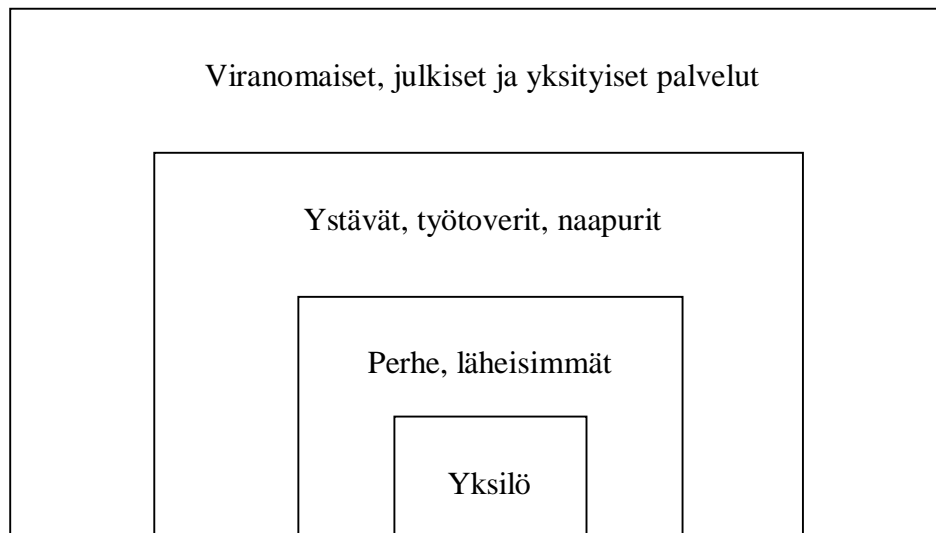 Viranomaiset, julkiset ja yksityiset palvelut
Ystävät, työtoverit, naapurit
Perhe, läheisimmät
Yksilö